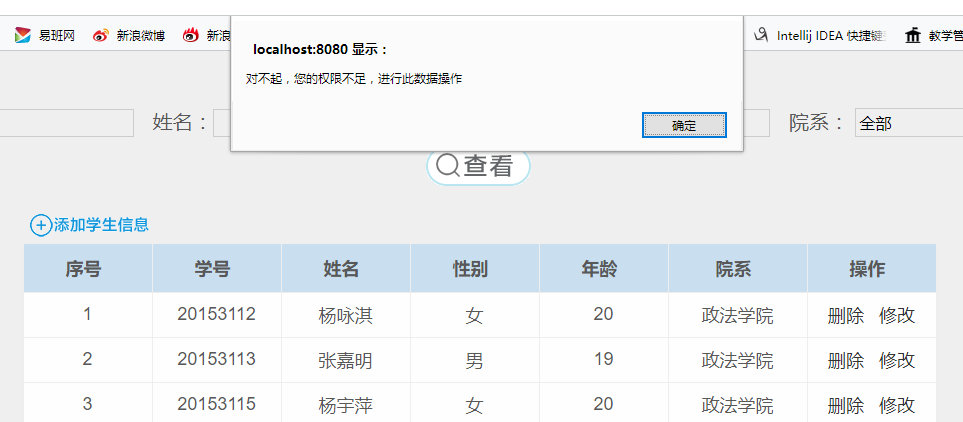 易班网 新浪微博 新浪 Intellij IDEA 快捷键 教学管
localhost:8080 显示：
对不起，您的权限不足，进行此数据操作
确定
姓名： 院系： 全部
查看
添加学生信息
序号 学号 姓名 性别 年龄 院系 操作
1 20153112 杨咏淇 女 20 政法学院 删除 修改
2 20153113 张嘉明 男 19 政法学院 删除 修改
3 20153115 杨宇萍 女 20 政法学院 删除 修改